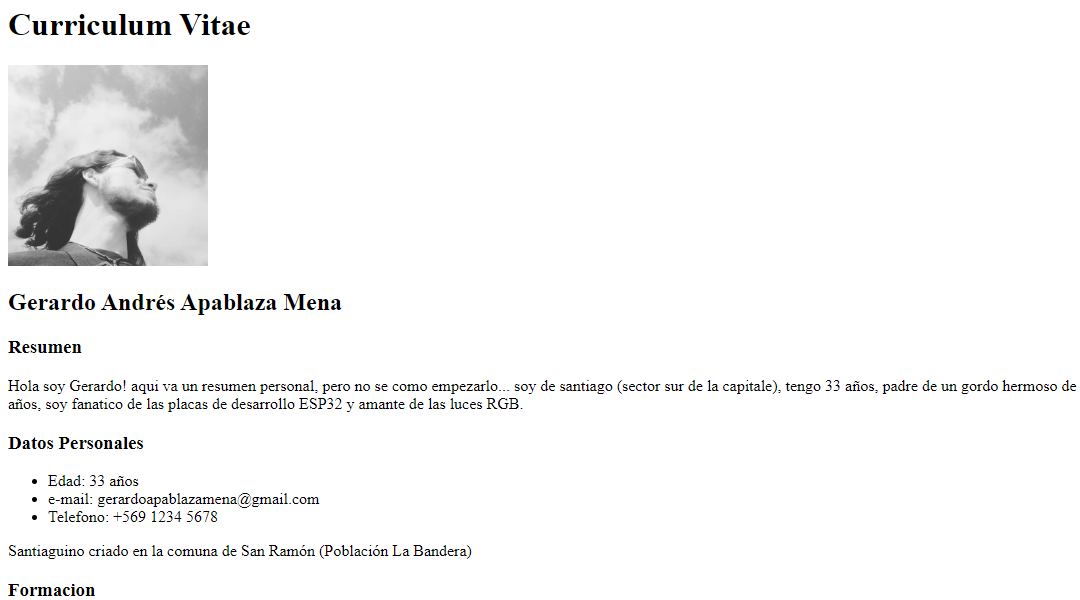 Curriculum Vitae
Gerardo Andrés Apablaza Mena
Resumen
Hola soy Gerardo! aqui va un resumen personal, pero no se como empezarlo... soy de santiago (sector sur de la capitale), tengo 33 años, padre de un gordo hermoso de
años, soy fanatico de las placas de desarrollo ESP32 y amante de las luces RGB.
Datos Personales
• Edad: 33 años
• e-mail: gerardoapablazamena@gmail.com
• Telefono: +569 1234 5678
Santiaguino criado en la comuna de San Ramón (Población La Bandera)
Formacion